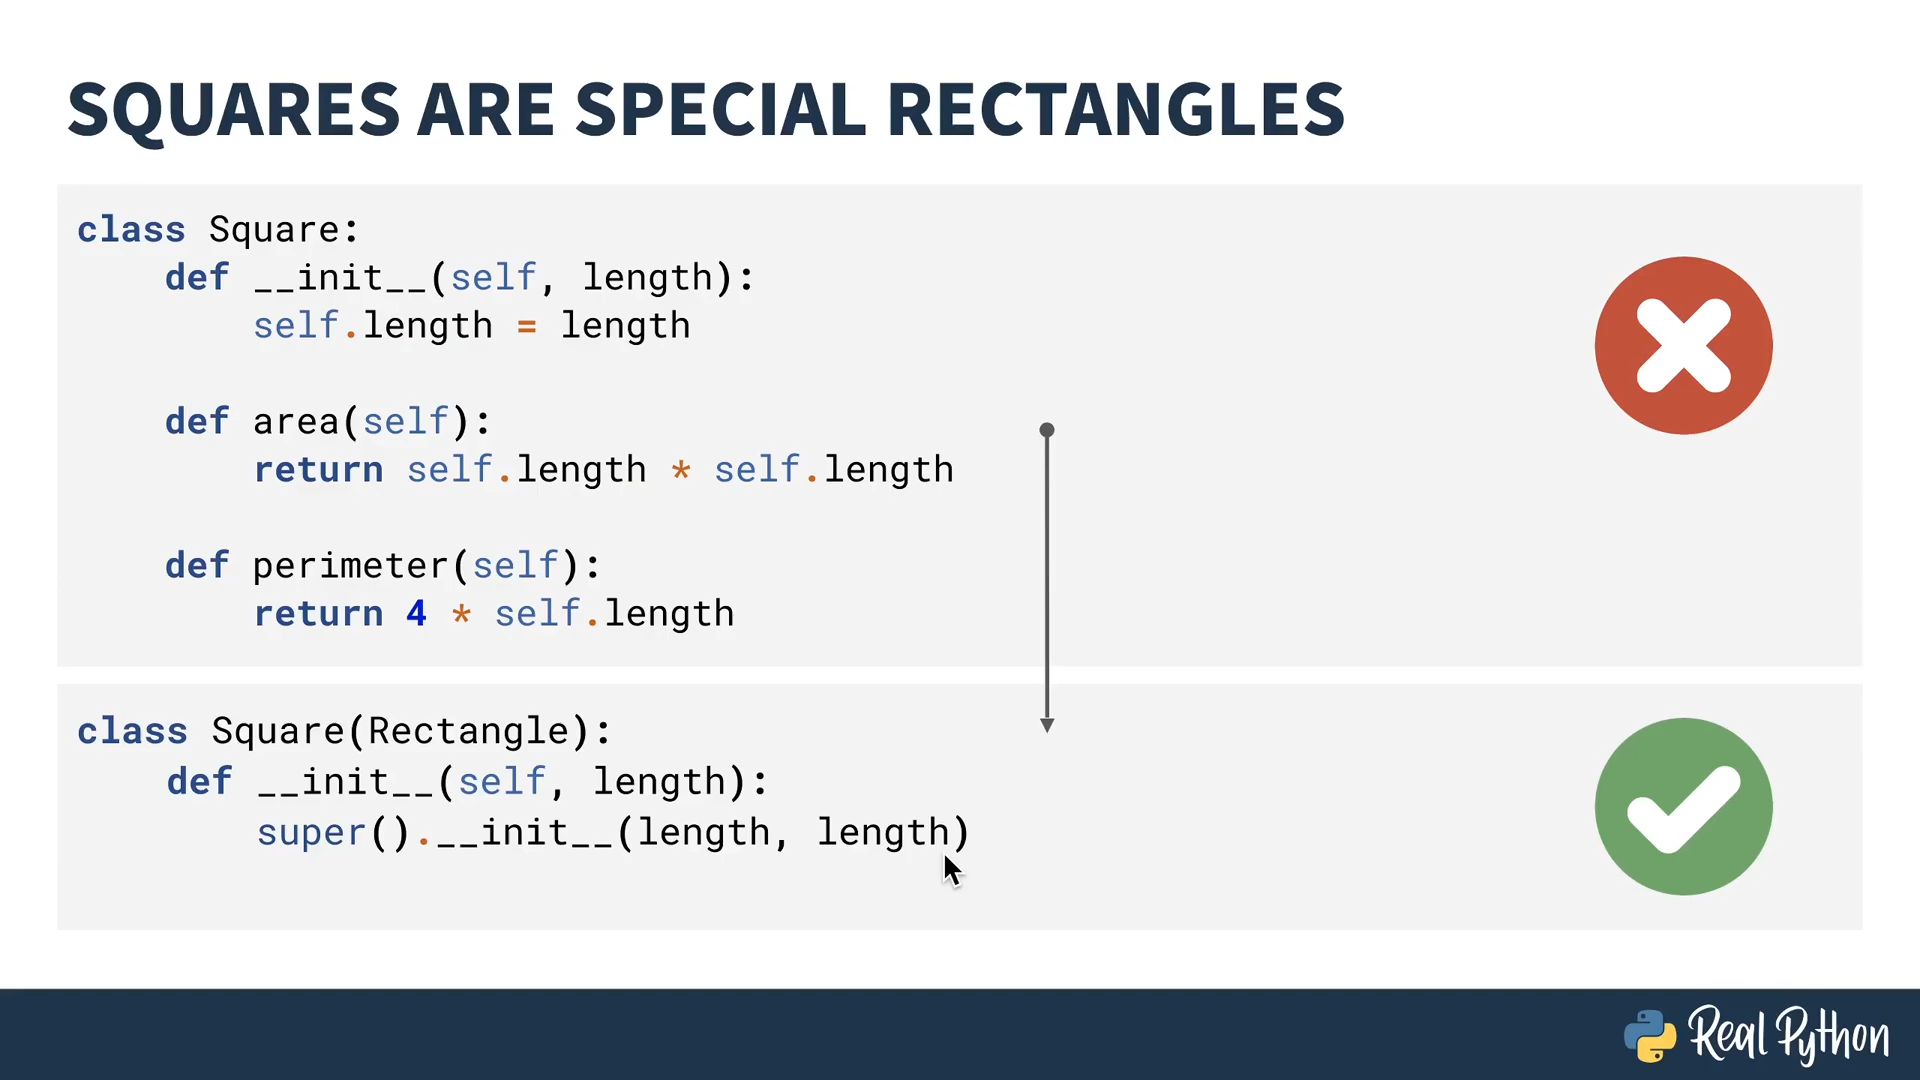 SQUARES ARE SPECIAL RECTANGLES
class Square:
    def __init__(self, length):
        self.length = length
    def area(self):
        return self.length * self.length
    def perimeter(self):
        return 4 * self.length
class Square(Rectangle):
    def __init__(self, length):
        super().__init__(length, length)
Real Python